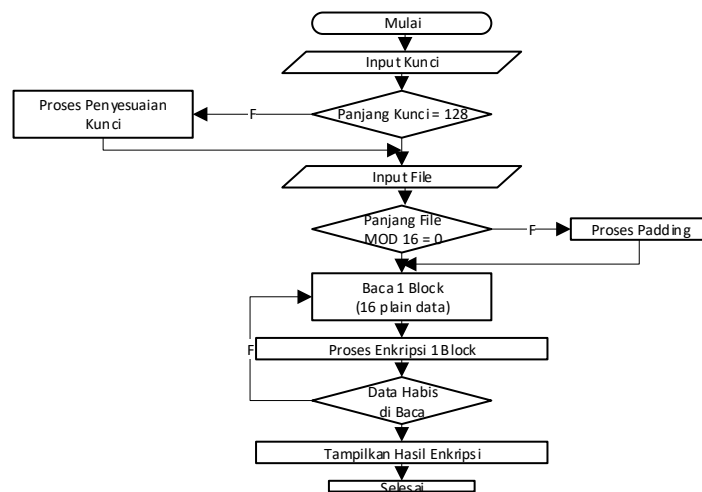 Mulai
Input Kunci
Proses Penyesuaian
Kunci
F
Panjang Kunci = 128
Input File
Panjang File
MOD 16 = 0
F
Proses Padding
Baca 1 Block
(16 plain data)
F
Proses Enkripsi 1 Block
Data Habis
di Baca
Tampilkan Hasil Enkripsi
Selesai